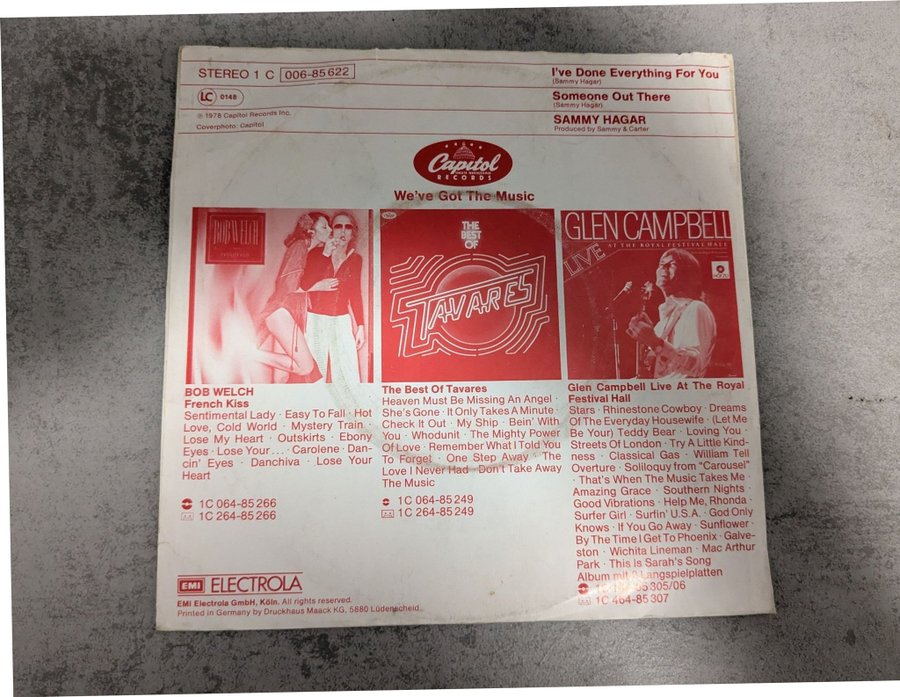 STEREO 1 C 006-85 622
LC 0148
℗ 1978 Capitol Records Inc.
Coverphoto: Capitol
I've Done Everything For You
(Sammy Hagar)
Someone Out There
(Sammy Hagar)
SAMMY HAGAR
Produced by Sammy & Carter
Capitol
RECORDS
We've Got The Music
BOB WELCH
THE
BEST
OF
TAVARES
GLEN CAMPBELL
AT THE ROYAL FESTIVAL HALL
LIVE
BOB WELCH
French Kiss
Sentimental Lady · Easy To Fall · Hot
Love, Cold World · Mystery Train ·
Lose My Heart · Outskirts · Ebony
Eyes · Lose Your ... · Carolene · Dan-
cin' Eyes · Danchiva · Lose Your
Heart
1C 064-85 266
1C 264-85 266
The Best Of Tavares
Heaven Must Be Missing An Angel ·
She's Gone · It Only Takes A Minute ·
Check It Out · My Ship · Bein' With
You · Whodunit · The Mighty Power
Of Love · Remember What I Told You
To Forget · One Step Away · The
Love I Never Had · Don't Take Away
The Music
1C 064-85 249
1C 264-85 249
Glen Campbell Live At The Royal
Festival Hall
Stars · Rhinestone Cowboy · Dreams
Of The Everyday Housewife · (Let Me
Be Your) Teddy Bear · Loving You ·
Streets Of London · Try A Little Kind-
ness · Classical Gas · William Tell
Overture · Soliloquy from "Carousel"
· That's When The Music Takes Me ·
Amazing Grace · Southern Nights ·
Good Vibrations · Help Me, Rhonda ·
Surfer Girl · Surfin' U.S.A. · God Only
Knows · If You Go Away · Sunflower ·
By The Time I Get To Phoenix · Galve-
ston · Wichita Lineman · Mac Arthur
Park · This Is Sarah's Song
Album mit 2 Langspielplatten
85 305/06
1C 464-85 307
EMI ELECTROLA
EMI Electrola GmbH, Köln. All rights reserved.
Printed in Germany by Druckhaus Maack KG, 5880 Lüdenscheid